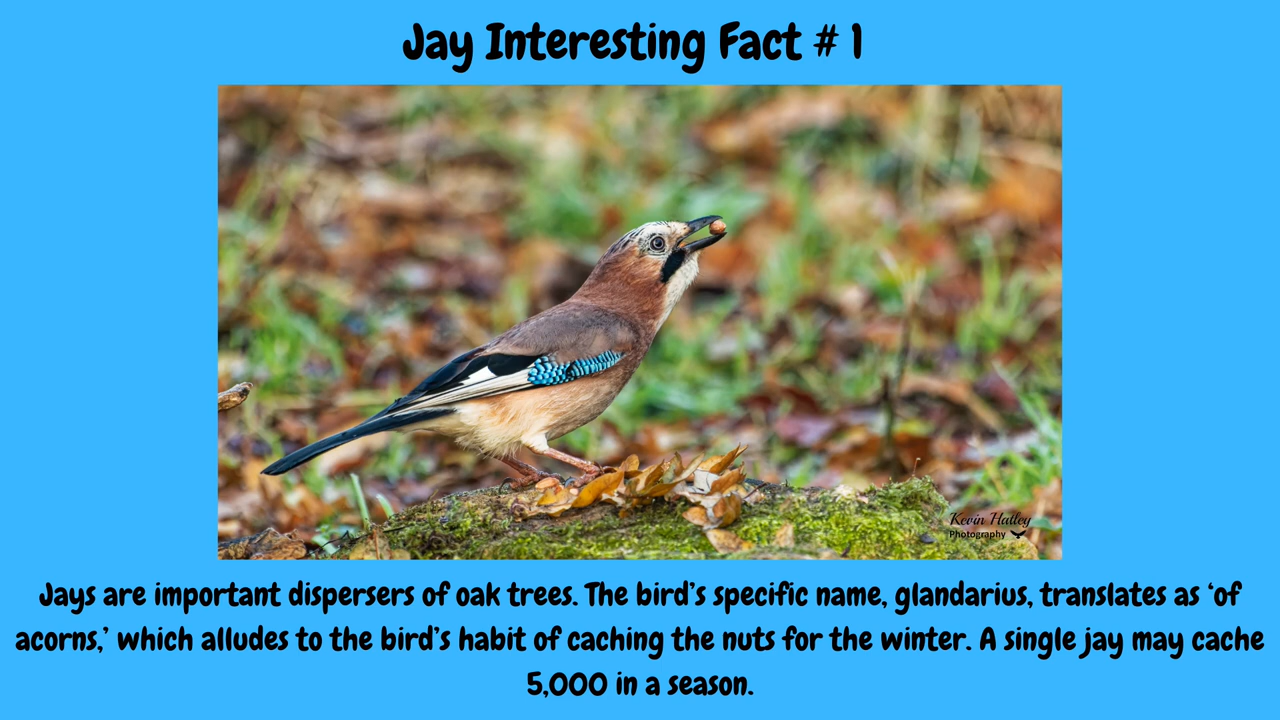 Jay Interesting Fact # 1
Kevin Hatley
Photography
Jays are important dispersers of oak trees. The bird's specific name, glandarius, translates as ‘of
acorns,’ which alludes to the bird's habit of caching the nuts for the winter. A single jay may cache
5,000 in a season.